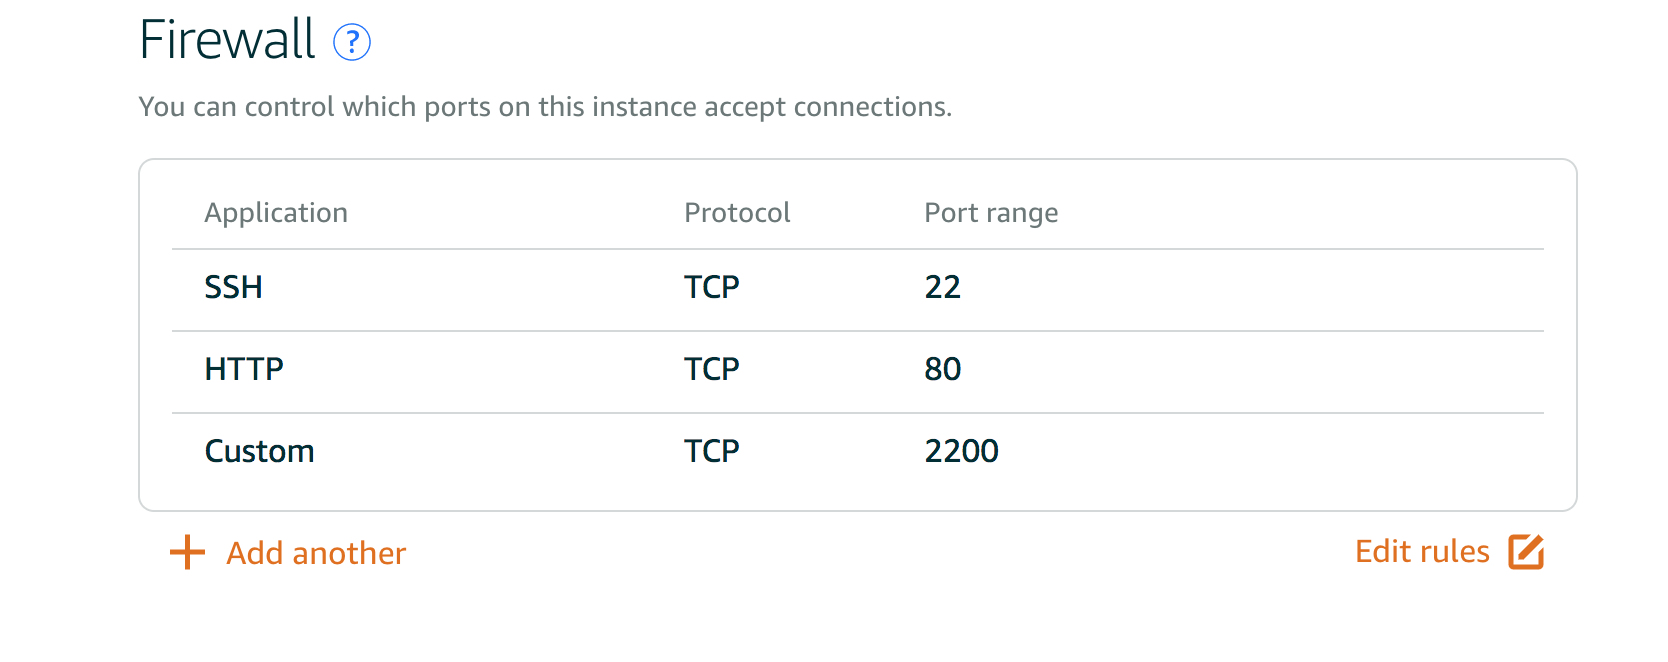 Firewall ?
You can control which ports on this instance accept connections.
Application Protocol Port range
SSH TCP 22
HTTP TCP 80
Custom TCP 2200
Add another Edit rules